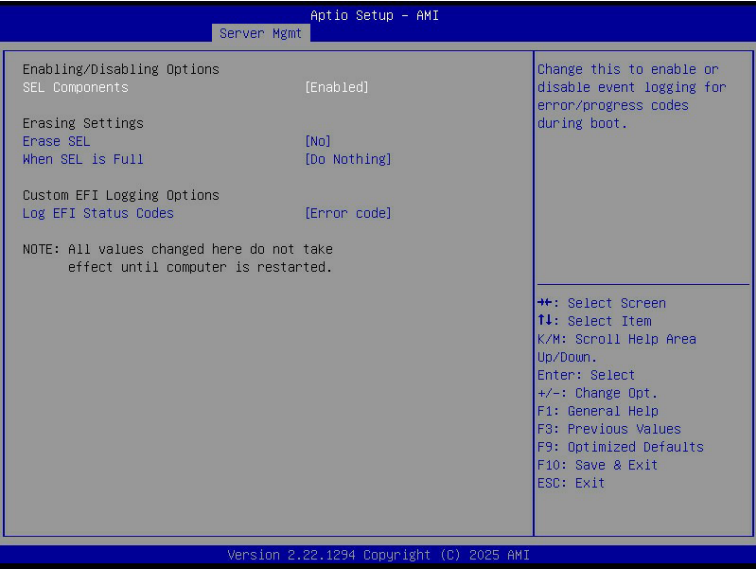 Aptio Setup – AMI
Server Mgmt
Enabling/Disabling Options
SEL Components [Enabled]
Erasing Settings
Erase SEL [No]
When SEL is Full [Do Nothing]
Custom EFI Logging Options
Log EFI Status Codes [Error code]
NOTE: All values changed here do not take
effect until computer is restarted.
Change this to enable or
disable event logging for
error/progress codes
during boot.
→←: Select Screen
↑↓: Select Item
K/M: Scroll Help Area
Up/Down.
Enter: Select
+/-: Change Opt.
F1: General Help
F3: Previous Values
F9: Optimized Defaults
F10: Save & Exit
ESC: Exit
Version 2.22.1294 Copyright (C) 2025 AMI